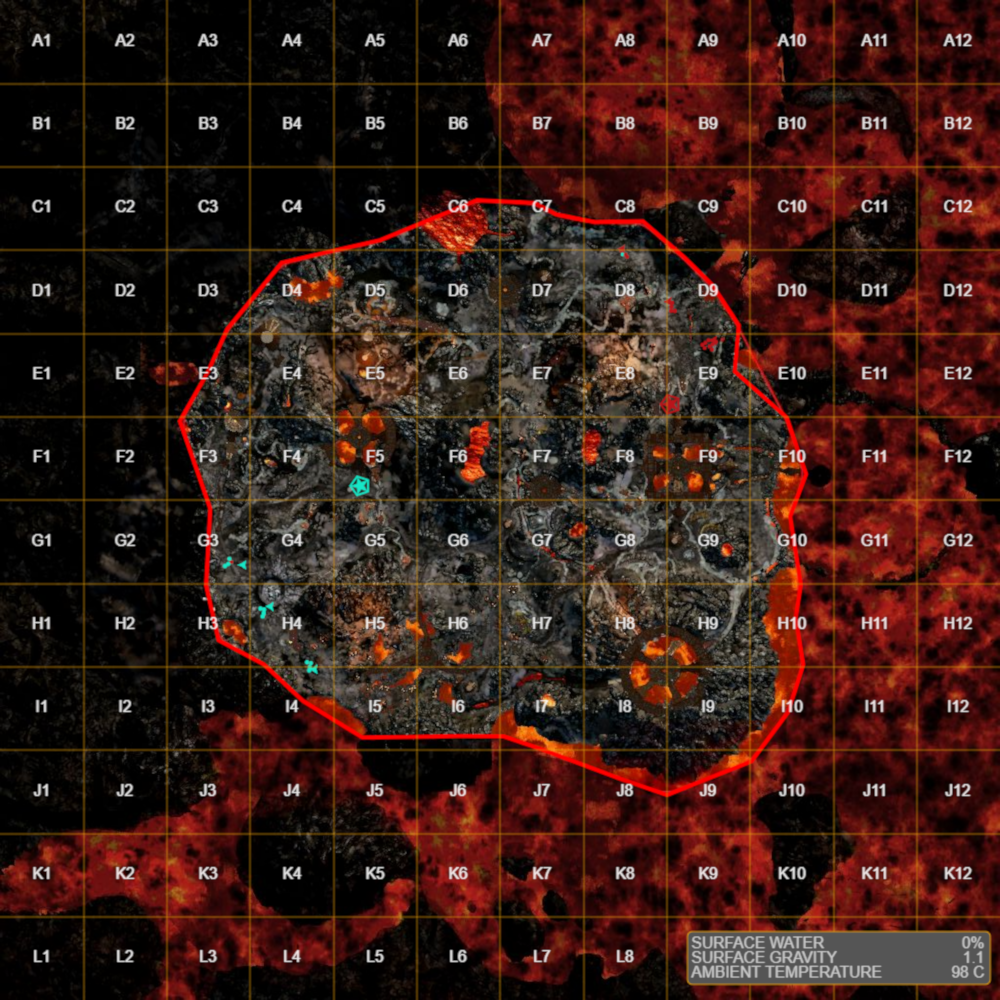 A1 A2 A3 A4 A5 A6 A7 A8 A9 A10 A11 A12
B1 B2 B3 B4 B5 B6 B7 B8 B9 B10 B11 B12
C1 C2 C3 C4 C5 C6 C7 C8 C9 C10 C11 C12
D1 D2 D3 D4 D5 D6 D7 D8 D9 D10 D11 D12
E1 E2 E3 E4 E5 E6 E7 E8 E9 E10 E11 E12
F1 F2 F3 F4 F5 F6 F7 F8 F9 F10 F11 F12
G1 G2 G3 G4 G5 G6 G7 G8 G9 G10 G11 G12
H1 H2 H3 H4 H5 H6 H7 H8 H9 H10 H11 H12
I1 I2 I3 I4 I5 I6 I7 I8 I9 I10 I11 I12
J1 J2 J3 J4 J5 J6 J7 J8 J9 J10 J11 J12
K1 K2 K3 K4 K5 K6 K7 K8 K9 K10 K11 K12
L1 L2 L3 L4 L5 L6 L7 L8
SURFACE WATER 0%
SURFACE GRAVITY 1.1
AMBIENT TEMPERATURE 98 C